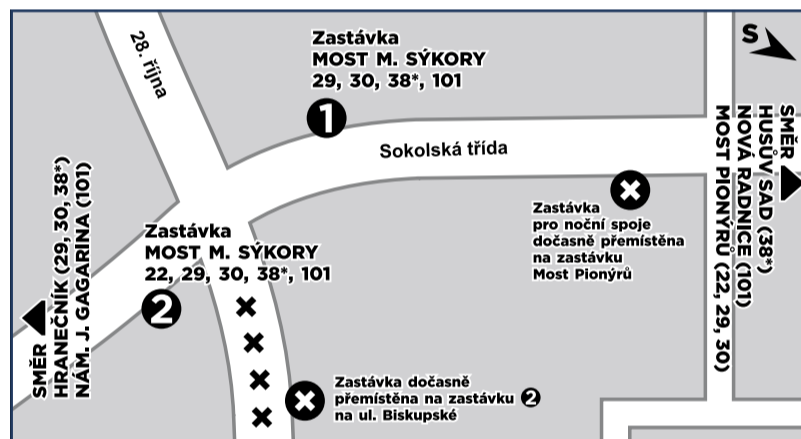 28. října
Zastávka
MOST M. SÝKORY
29, 30, 38*, 101
1
S
Sokolská třída
SMĚR
HUSŮV SAD (38*)
NOVÁ RADNICE (101)
MOST PIONÝRŮ (22, 29, 30)
Zastávka
pro noční spoje
dočasně přemístěna
na zastávku
Most Pionýrů
Zastávka
MOST M. SÝKORY
22, 29, 30, 38*, 101
2
SMĚR
HRANEČNÍK (29, 30, 38*)
NÁM. J. GAGARINA (101)
Zastávka dočasně
přemístěna na zastávku 2
na ul. Biskupské